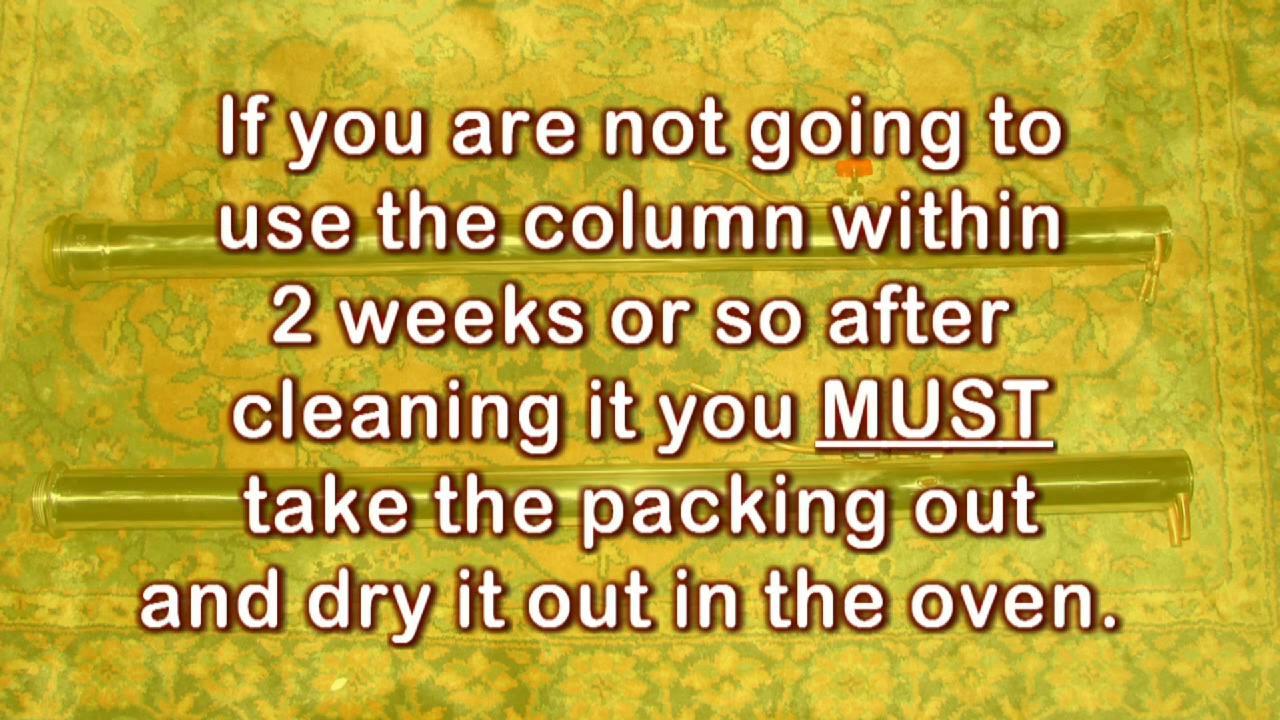 If you are not going to
use the column within
2 weeks or so after
cleaning it you MUST
take the packing out
and dry it out in the oven.